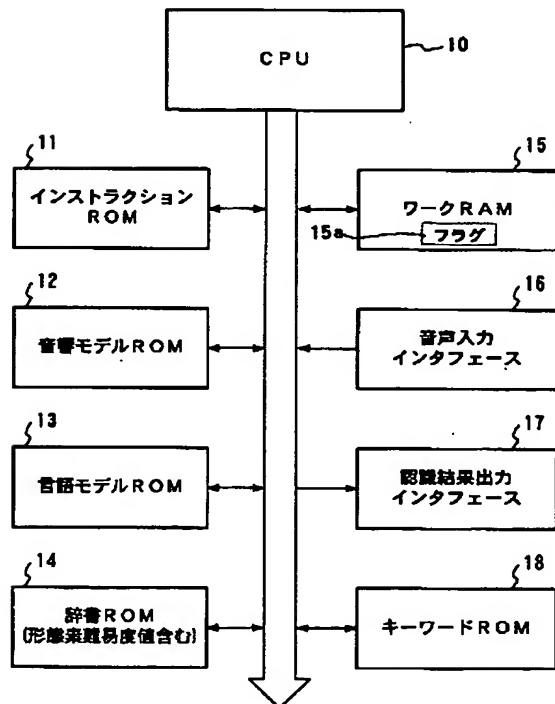 CPU
10
11
インストラクション
ROM
15
ワークRAM
15a
フラグ
12
音響モデルROM
16
音声入力
インタフェース
13
言語モデルROM
17
認識結果出力
インタフェース
14
辞書ROM
(形態素難易度値含む)
18
キーワードROM